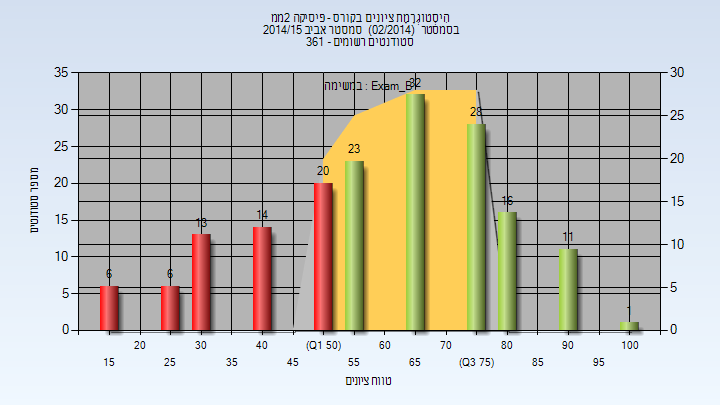 היסטוגרמת ציונים בקורס - פיסיקה 2ממ
בסמסטר (02/2014) סמסטר אביב 2014/15
סטודנטים רשומים - 361
במשימה : Exam_B
מספר סטודנטים
35 30 25 20 15 10 5 0
30 25 20 15 10 5 0
6 6 13 14 20 23 32 28 16 11 1
20 30 40 (Q1 50) 60 70 80 90 100
15 25 35 45 55 65 (Q3 75) 85 95
טווח ציונים